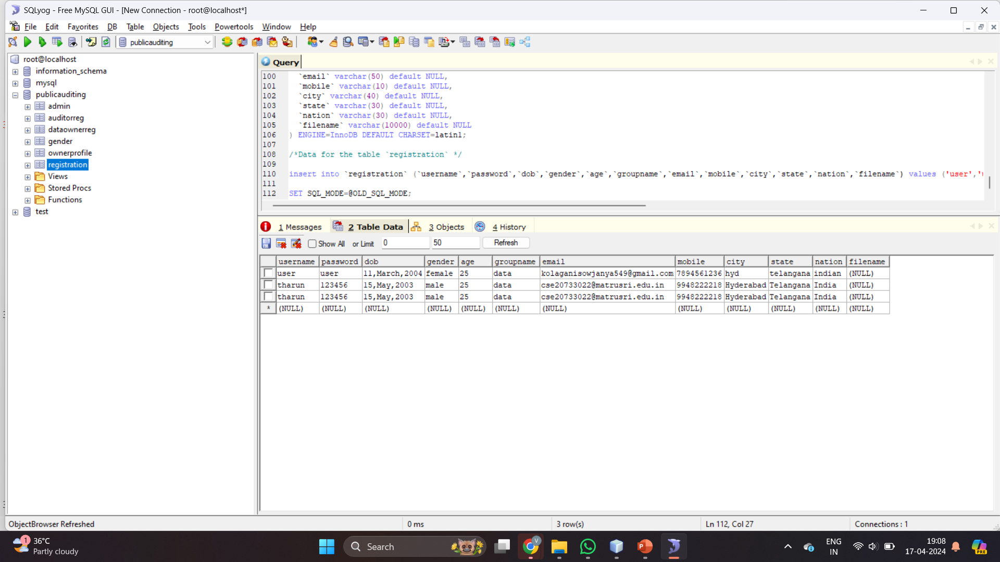 SQLyog - Free MySQL GUI - [New Connection - root@localhost*]
File Edit Favorites DB Table Objects Tools Powertools Window Help
publicauditing
root@localhost
information_schema
mysql
publicauditing
admin
auditorreg
dataownerreg
gender
ownerprofile
registration
Views
Stored Procs
Functions
test
Query
100 `email` varchar(50) default NULL,
101 `mobile` varchar(10) default NULL,
102 `city` varchar(40) default NULL,
103 `state` varchar(30) default NULL,
104 `nation` varchar(30) default NULL,
105 `filename` varchar(10000) default NULL
106 ) ENGINE=InnoDB DEFAULT CHARSET=latin1;
107
108 /*Data for the table `registration` */
109
110 insert into `registration` (`username`,`password`,`dob`,`gender`,`age`,`groupname`,`email`,`mobile`,`city`,`state`,`nation`,`filename`) values ('user','
111
112 SET SQL_MODE=@OLD_SQL_MODE;
1 Messages 2 Table Data 3 Objects 4 History
Show All or Limit 0 50 Refresh
username password dob gender age groupname email mobile city state nation filename
user user 11,March,2004 female 25 data kolaganisowjanya549@gmail.com 7894561236 hyd telangana indian (NULL)
tharun 123456 15,May,2003 male 25 data cse20733022@matrusri.edu.in 9948222218 Hyderabad Telangana India (NULL)
tharun 123456 15,May,2003 male 25 data cse20733022@matrusri.edu.in 9948222218 Hyderabad Telangana India (NULL)
* (NULL) (NULL) (NULL) (NULL) (NULL) (NULL) (NULL) (NULL) (NULL) (NULL) (NULL) (NULL)
ObjectBrowser Refreshed 0 ms 3 row(s) Ln 112, Col 27 Connections : 1
1 36°C
Partly cloudy
Search
V
P
ENG
IN
19:08
17-04-2024
PRE